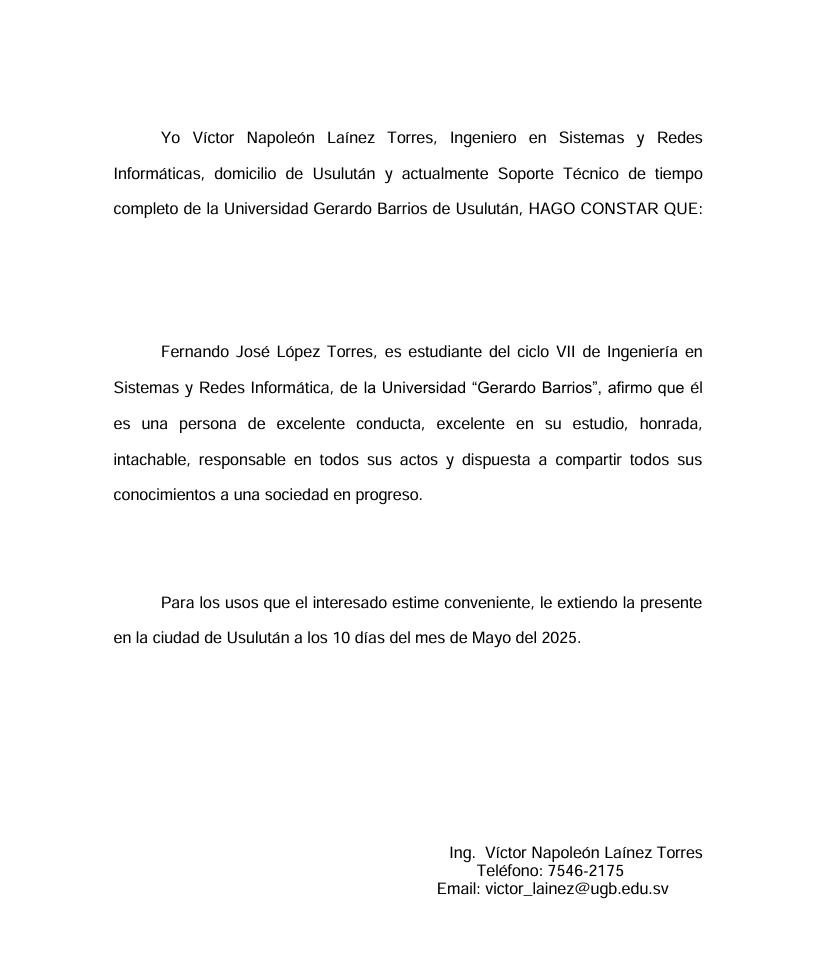 Yo Víctor Napoleón Laínez Torres, Ingeniero en Sistemas y Redes
Informáticas, domicilio de Usulután y actualmente Soporte Técnico de tiempo
completo de la Universidad Gerardo Barrios de Usulután, HAGO CONSTAR QUE:
Fernando José López Torres, es estudiante del ciclo VII de Ingeniería en
Sistemas y Redes Informática, de la Universidad “Gerardo Barrios”, afirmo que él
es una persona de excelente conducta, excelente en su estudio, honrada,
intachable, responsable en todos sus actos y dispuesta a compartir todos sus
conocimientos a una sociedad en progreso.
Para los usos que el interesado estime conveniente, le extiendo la presente
en la ciudad de Usulután a los 10 días del mes de Mayo del 2025.
Ing. Víctor Napoleón Laínez Torres
Teléfono: 7546-2175
Email: victor_lainez@ugb.edu.sv